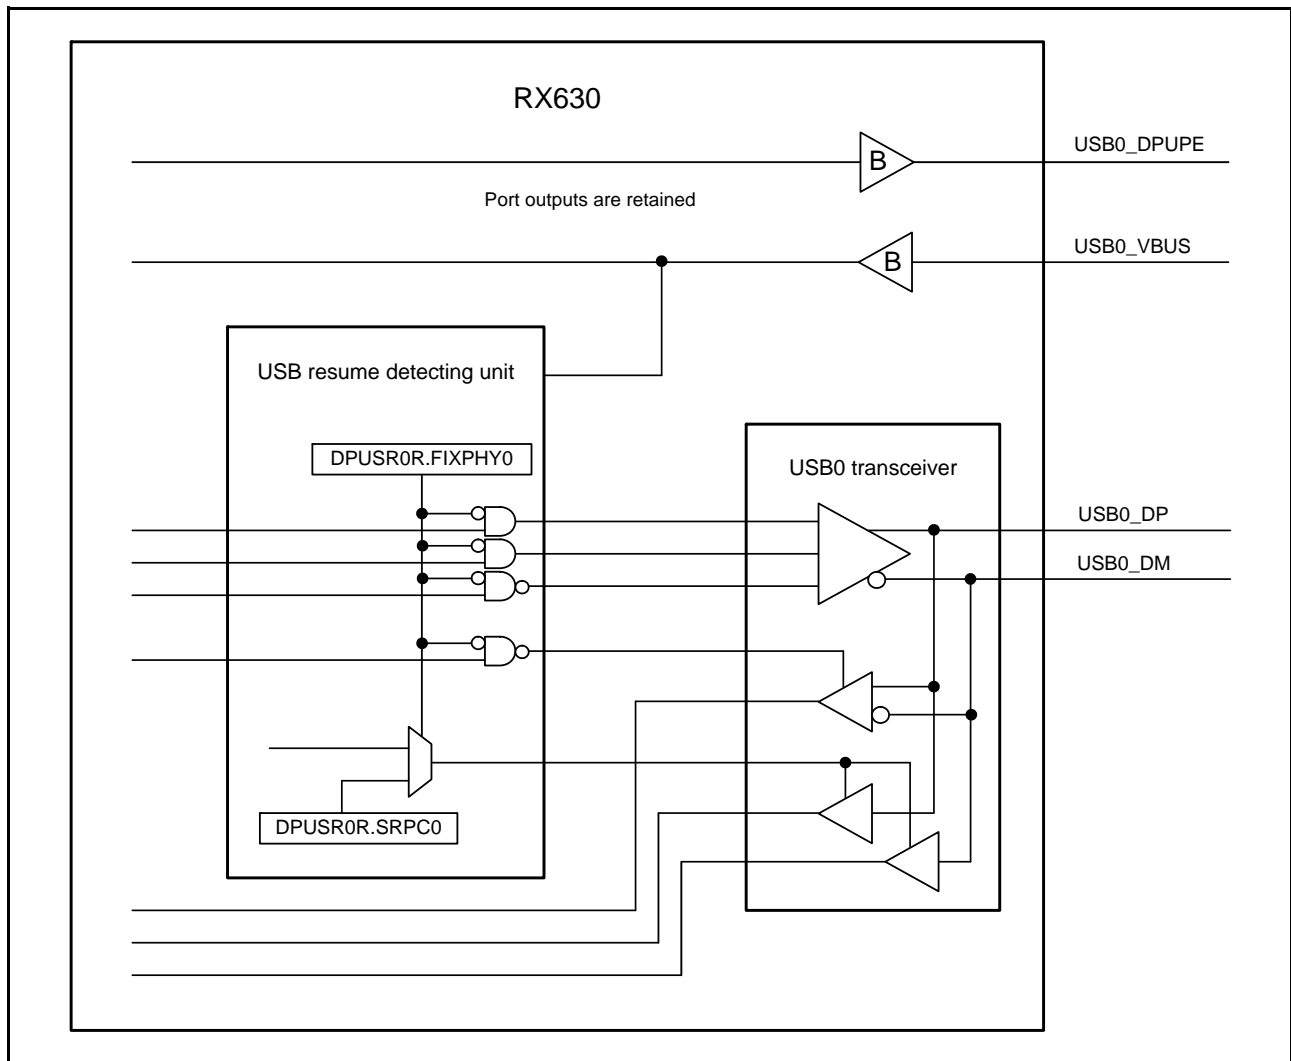 RX630
USB0_DPUPE
B
Port outputs are retained
USB0_VBUS
B
USB resume detecting unit
DPUSR0R.FIXPHY0
USB0 transceiver
USB0_DP
USB0_DM
DPUSR0R.SRPC0